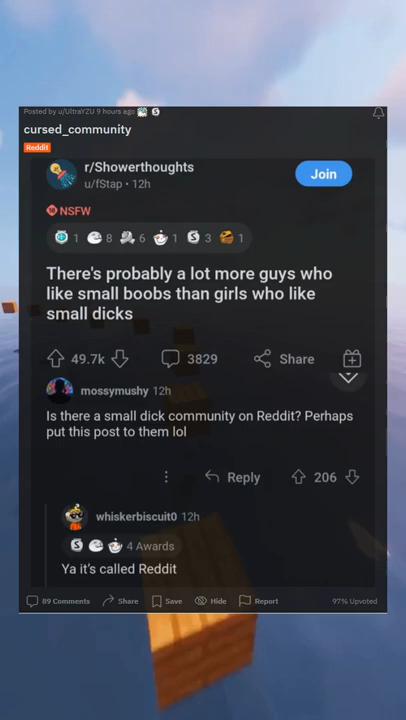 Posted by u/UltraYZU 9 hours ago
cursed_community
Reddit
r/Showerthoughts
u/fStap • 12h
Join
NSFW
1 8 6 1 3 1
There's probably a lot more guys who
like small boobs than girls who like
small dicks
49.7k 3829 Share
mossymushy 12h
Is there a small dick community on Reddit? Perhaps
put this post to them lol
Reply 206
whiskerbiscuit0 12h
4 Awards
Ya it's called Reddit
89 Comments Share Save Hide Report 97% Upvoted